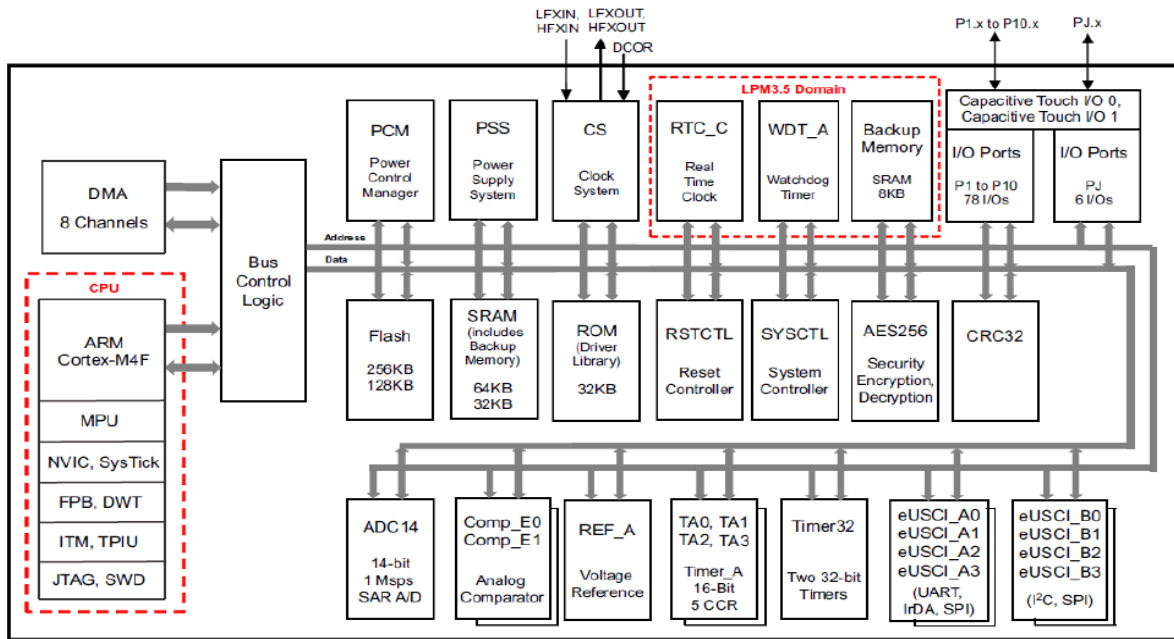 LFXIN,
HFXIN
LFXOUT,
HFXOUT
DCOR
P1.x to P10.x
PJ.x
LPM3.5 Domain
PCM
Power
Control
Manager
PSS
Power
Supply
System
CS
Clock
System
RTC_C
Real
Time
Clock
WDT_A
Watchdog
Timer
Backup
Memory
SRAM
8KB
Capacitive Touch I/O 0,
Capacitive Touch I/O 1
I/O Ports
P1 to P10
78 I/Os
I/O Ports
PJ
6 I/Os
DMA
8 Channels
Bus
Control
Logic
Address
Data
CPU
ARM
Cortex-M4F
MPU
NVIC, SysTick
FPB, DWT
ITM, TPIU
JTAG, SWD
Flash
256KB
128KB
SRAM
(includes
Backup
Memory)
64KB
32KB
ROM
(Driver
Library)
32KB
RSTCTL
Reset
Controller
SYSCTL
System
Controller
AES256
Security
Encryption,
Decryption
CRC32
ADC14
14-bit
1 Msps
SAR A/D
Comp_E0
Comp_E1
Analog
Comparator
REF_A
Voltage
Reference
TA0, TA1
TA2, TA3
Timer_A
16-Bit
5 CCR
Timer32
Two 32-bit
Timers
eUSCI_A0
eUSCI_A1
eUSCI_A2
eUSCI_A3
(UART,
IrDA, SPI)
eUSCI_B0
eUSCI_B1
eUSCI_B2
eUSCI_B3
(I²C, SPI)